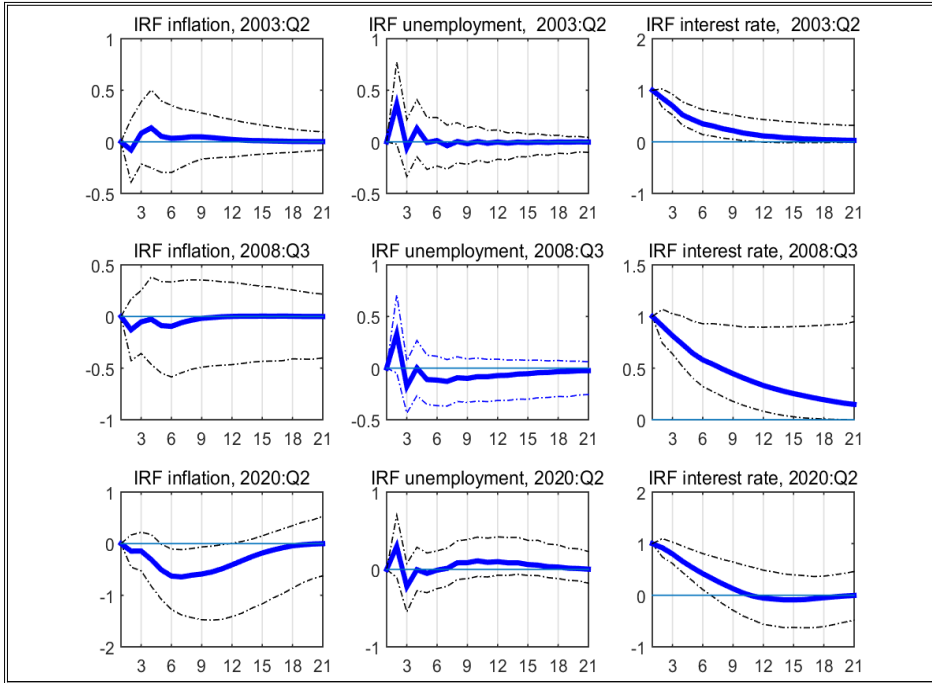 IRF inflation, 2003:Q2
IRF unemployment, 2003:Q2
IRF interest rate, 2003:Q2
1
0.5
0
-0.5
3 6 9 12 15 18 21
1
0.5
0
-0.5
3 6 9 12 15 18 21
2
1
0
-1
3 6 9 12 15 18 21
IRF inflation, 2008:Q3
IRF unemployment, 2008:Q3
IRF interest rate, 2008:Q3
0.5
0
-0.5
-1
3 6 9 12 15 18 21
1
0.5
0
-0.5
3 6 9 12 15 18 21
1.5
1
0.5
0
3 6 9 12 15 18 21
IRF inflation, 2020:Q2
IRF unemployment, 2020:Q2
IRF interest rate, 2020:Q2
1
0
-1
-2
3 6 9 12 15 18 21
1
0
-1
3 6 9 12 15 18 21
2
1
0
-1
3 6 9 12 15 18 21